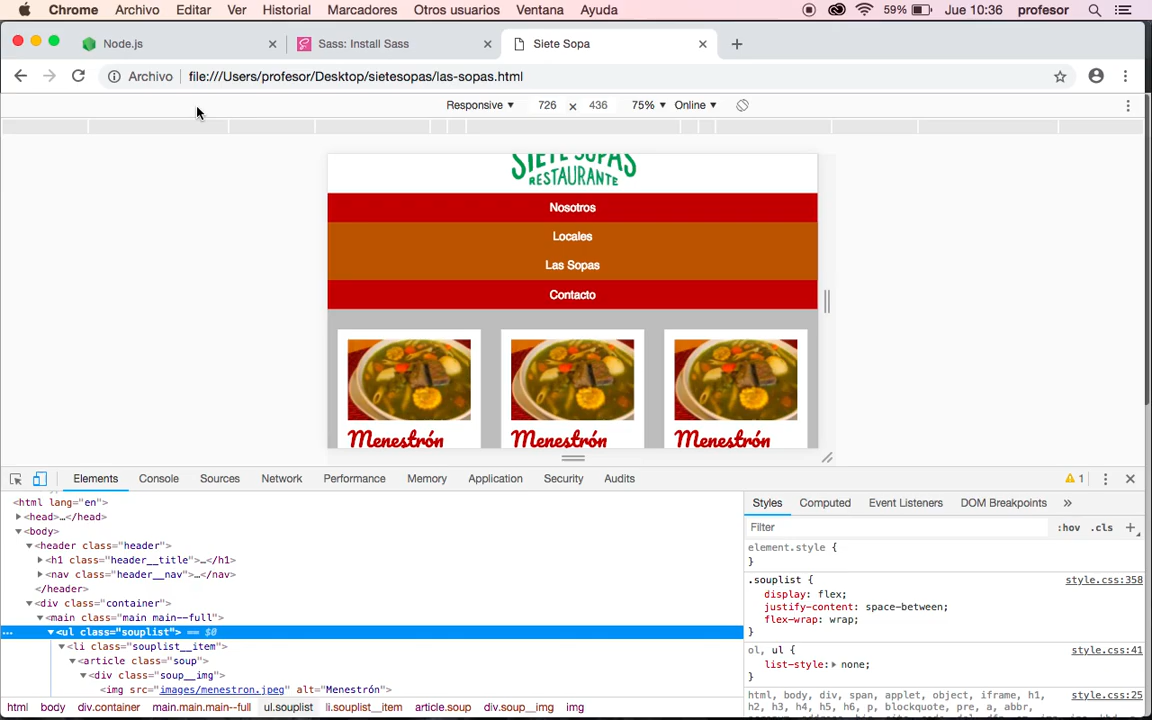 Chrome Archivo Editar Ver Historial Marcadores Otros usuarios Ventana Ayuda 59% Jue 10:36 profesor
Node.js Sass: Install Sass Siete Sopa
Archivo file:///Users/profesor/Desktop/sietesopas/las-sopas.html
Responsive 726 × 436 75% Online
SIETE SOPAS
RESTAURANTE
Nosotros
Locales
Las Sopas
Contacto
Menestrón Menestrón Menestrón
Elements Console Sources Network Performance Memory Application Security Audits 1
<html lang="en">
<head>…</head>
<body>
<header class="header">
<h1 class="header__title">…</h1>
<nav class="header__nav">…</nav>
</header>
<div class="container">
<main class="main main--full">
<ul class="souplist"> == $0
<li class="souplist__item">
<article class="soup">
<div class="soup__img">
<img src="images/menestron.jpeg" alt="Menestrón">
html body div.container main.main.main--full ul.souplist li.souplist__item article.soup div.soup__img img
Styles Computed Event Listeners DOM Breakpoints »
Filter :hov .cls +
element.style {
}
.souplist { style.css:358
display: flex;
justify-content: space-between;
flex-wrap: wrap;
}
ol, ul { style.css:41
list-style: none;
}
html, body, div, span, applet, object, iframe, h1, style.css:25
h2, h3, h4, h5, h6, p, blockquote, pre, a, abbr,